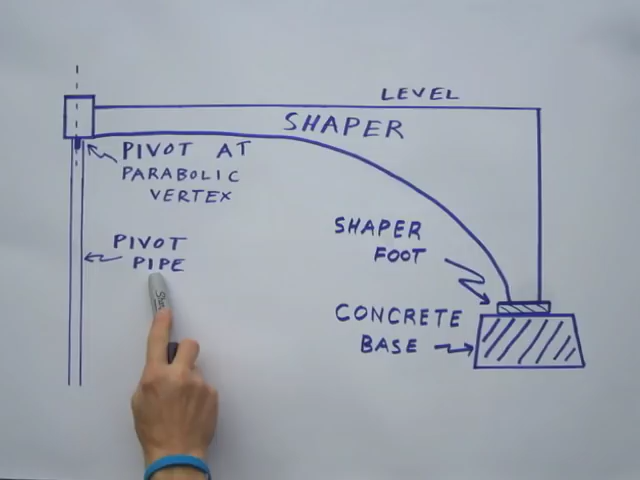 LEVEL
SHAPER
PIVOT AT
PARABOLIC
VERTEX
PIVOT
PIPE
SHAPER
FOOT
CONCRETE
BASE